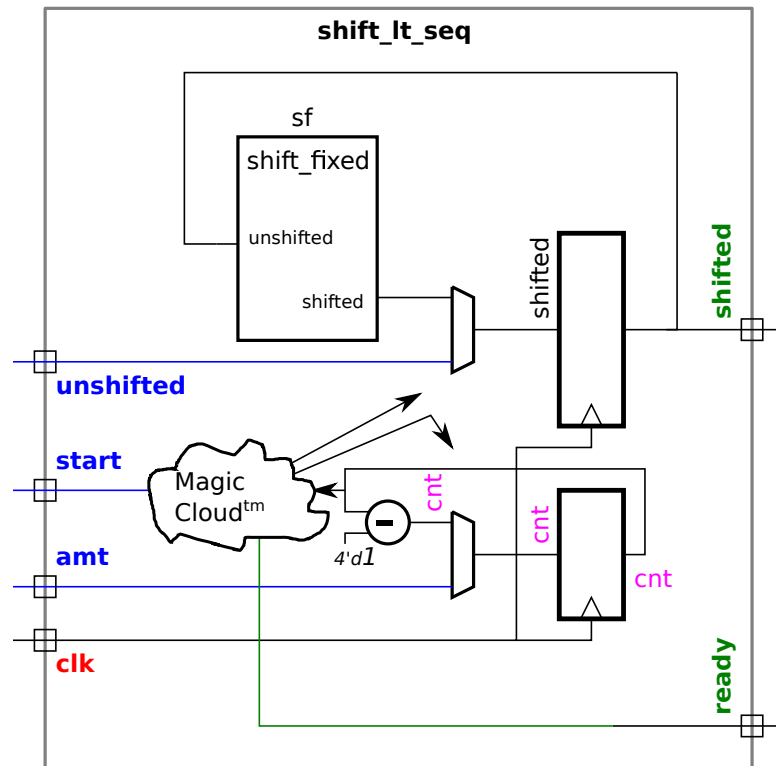 shift_lt_seq
sf
shift_fixed
unshifted
shifted
shifted
shifted
unshifted
start
Magic
Cloudtm
cnt
cnt
4'd1
cnt
amt
clk
ready